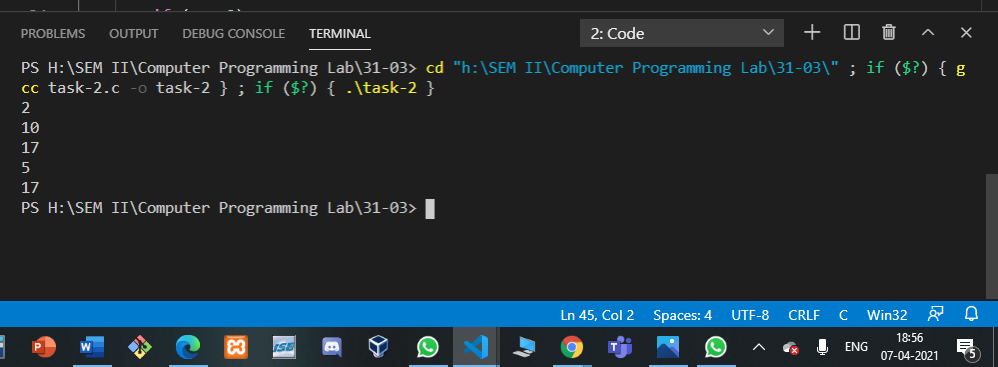 PROBLEMS OUTPUT DEBUG CONSOLE TERMINAL 2: Code
PS H:\SEM II\Computer Programming Lab\31-03> cd "h:\SEM II\Computer Programming Lab\31-03\" ; if ($?) { g
cc task-2.c -o task-2 } ; if ($?) { .\task-2 }
2
10
17
5
17
PS H:\SEM II\Computer Programming Lab\31-03>
Ln 45, Col 2 Spaces: 4 UTF-8 CRLF C Win32
ENG
18:56
07-04-2021
5